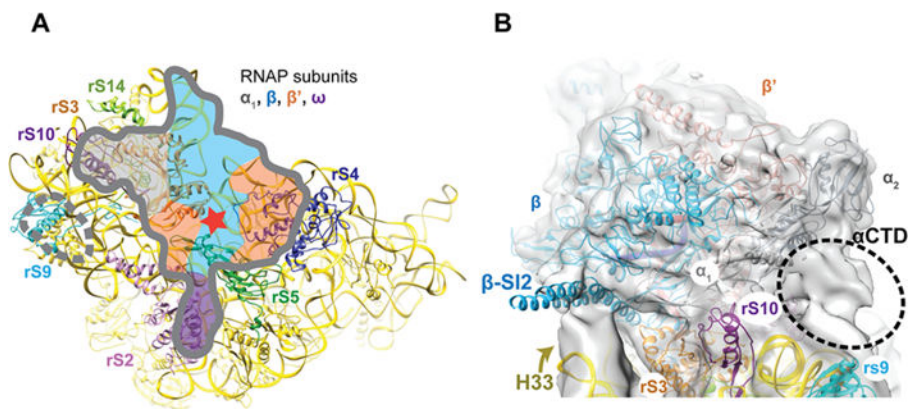 A
RNAP subunits
α1, β, β', ω
rS14
rS3
rS10
rS4
rS9
rS5
rS2
B
β'
α2
β
αCTD
α1
β-SI2
rS10
H33
rS3
rs9